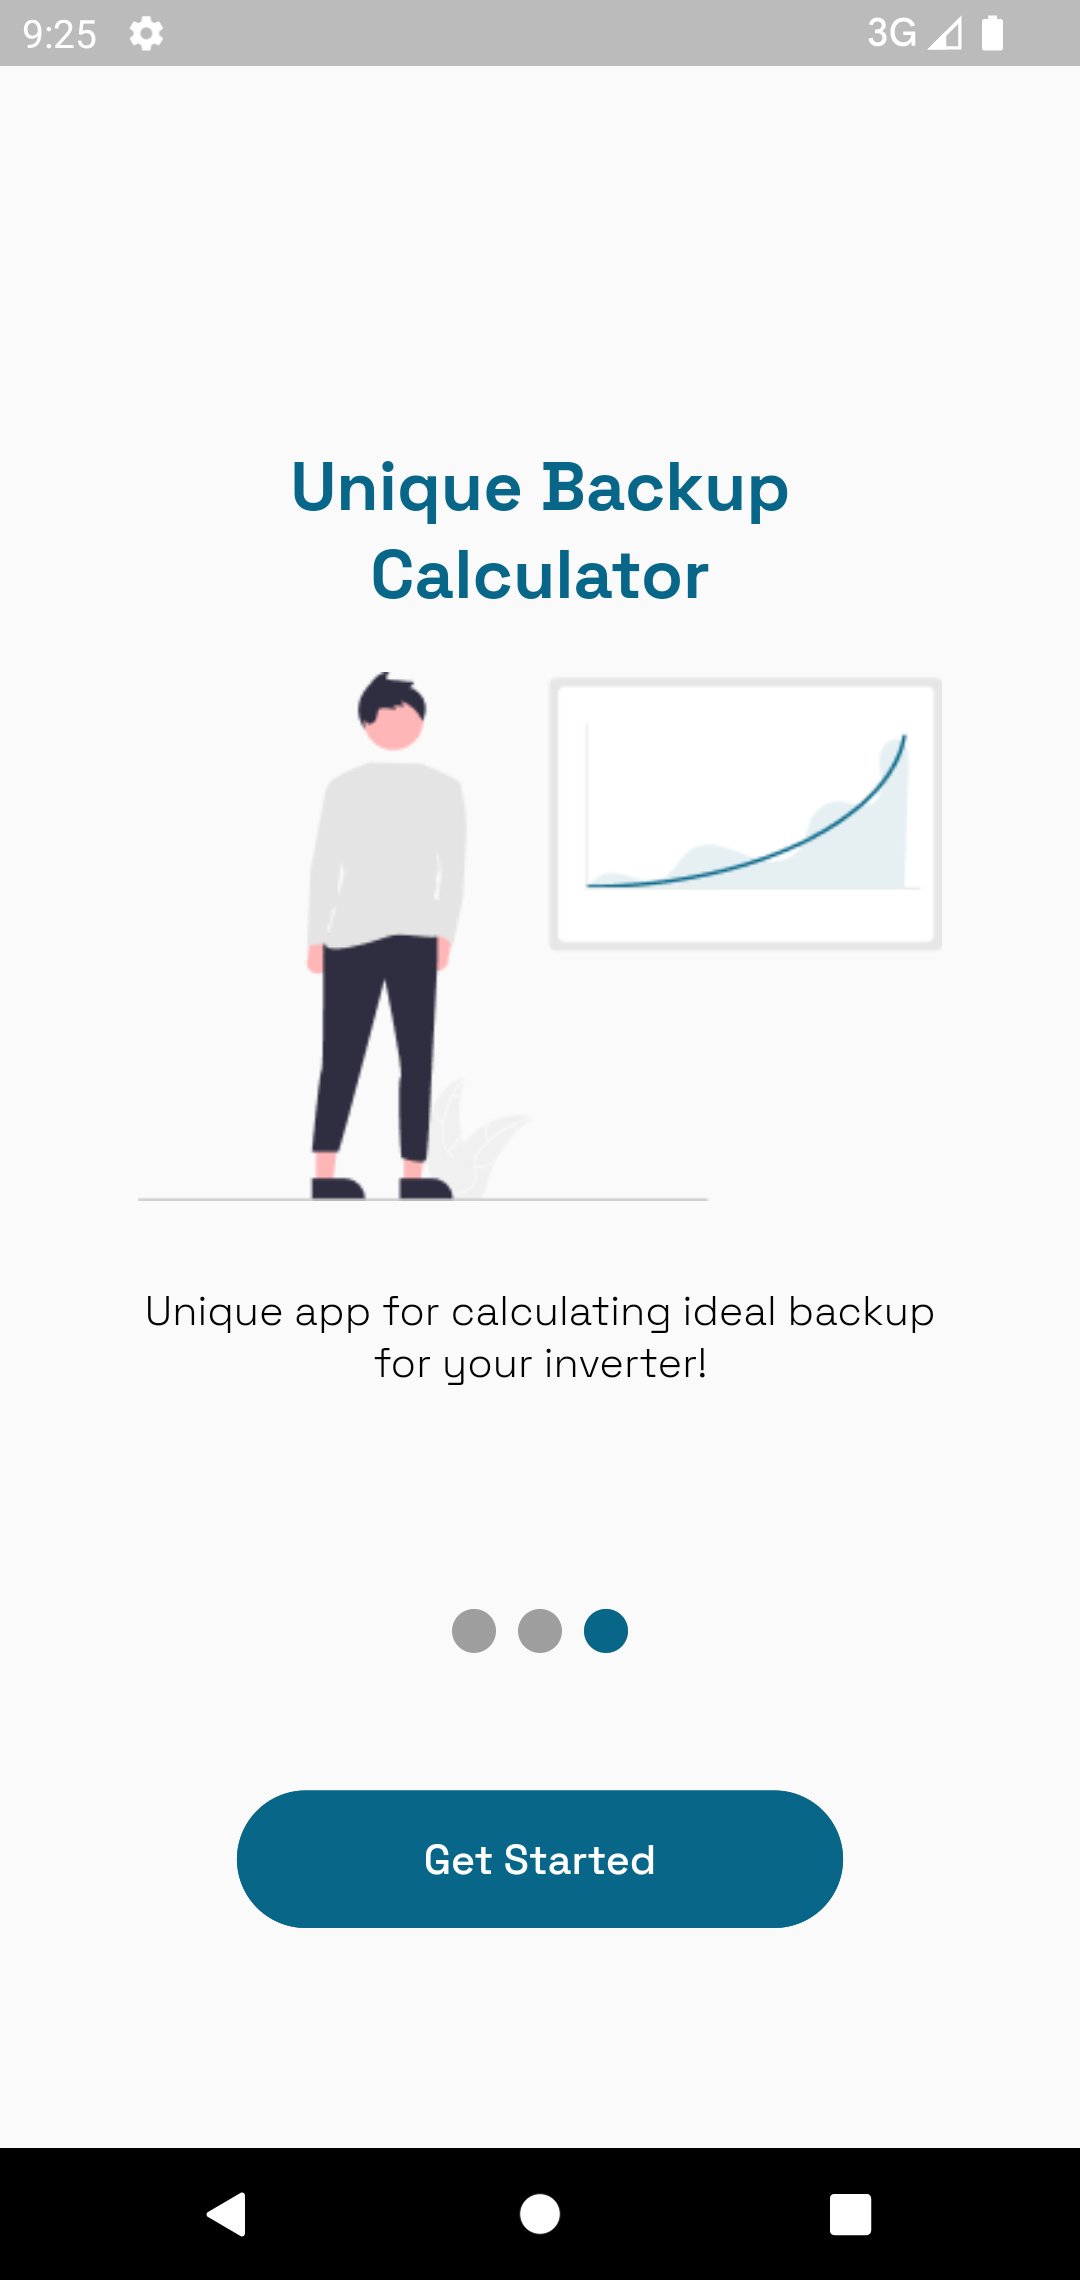 9:25
3G
Unique Backup
Calculator
Unique app for calculating ideal backup
for your inverter!
Get Started